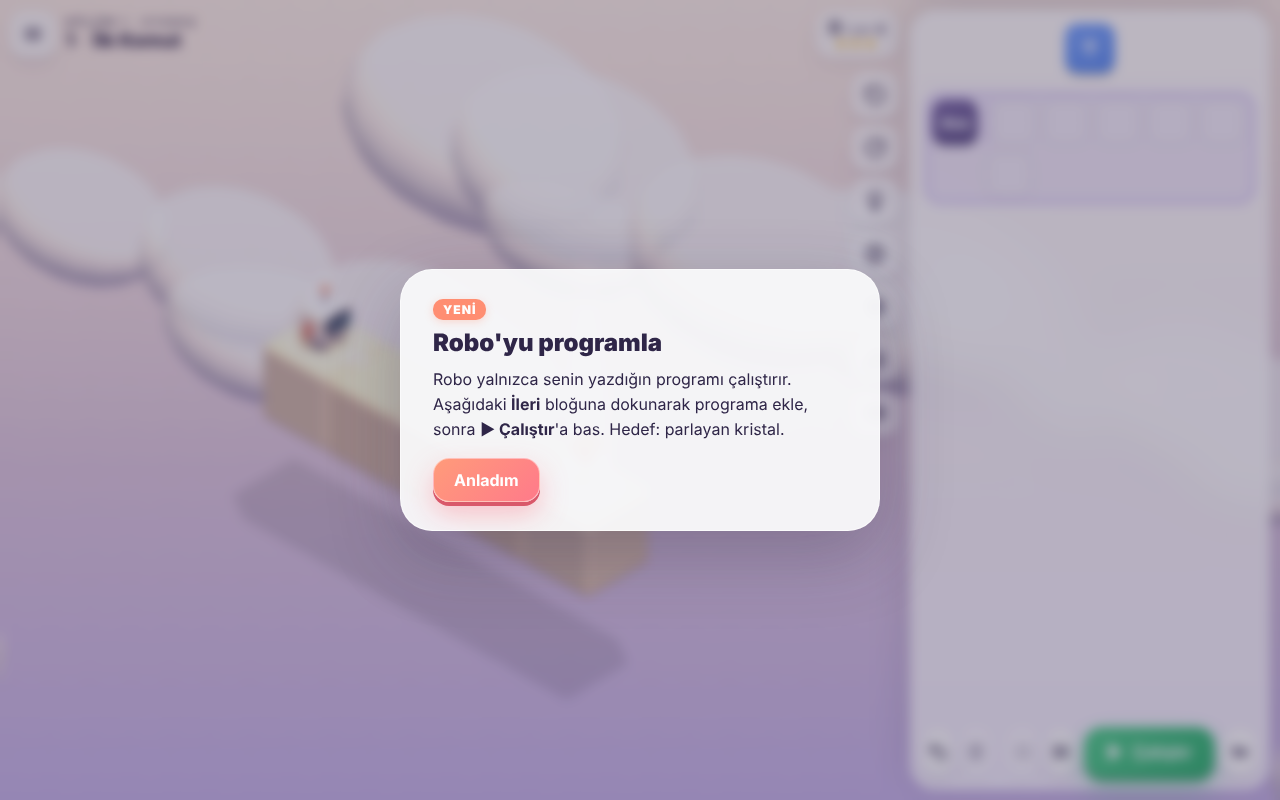 YENİ
Robo'yu programla
Robo yalnızca senin yazdığın programı çalıştırır.
Aşağıdaki İleri bloğuna dokunarak programa ekle,
sonra ▶ Çalıştır'a bas. Hedef: parlayan kristal.
Anladım